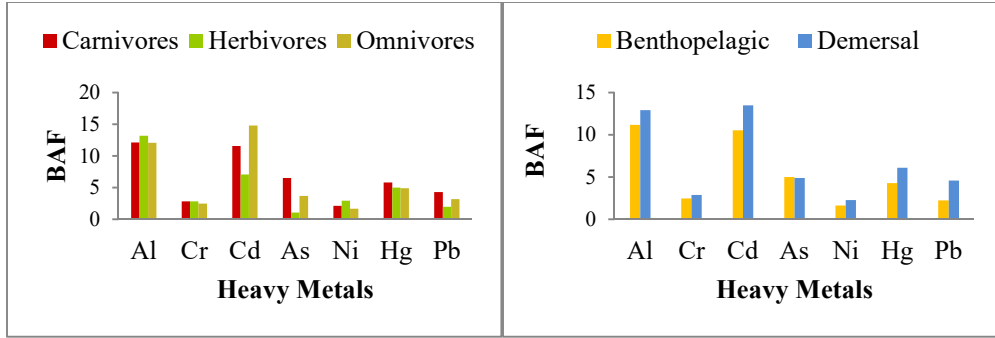 Carnivores Herbivores Omnivores
20
15
10
5
0
BAF
Al Cr Cd As Ni Hg Pb
Heavy Metals
Benthopelagic Demersal
15
10
5
0
BAF
Al Cr Cd As Ni Hg Pb
Heavy Metals